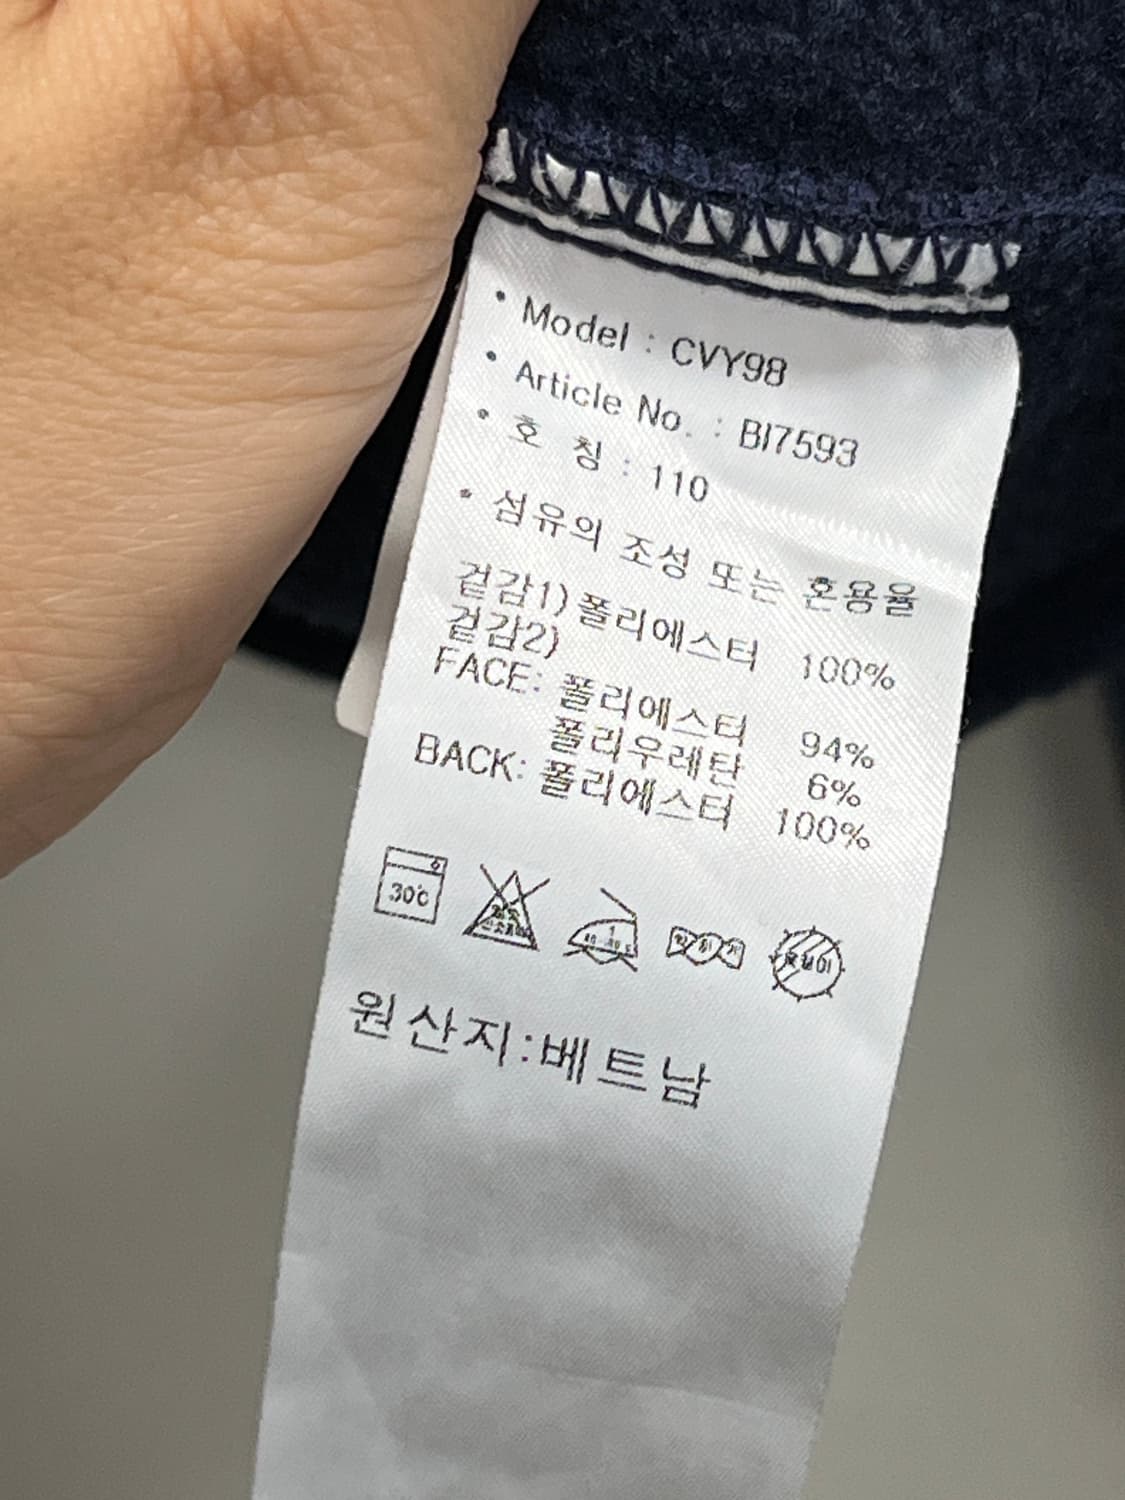 • Model : CVY98
• Article No. : BI7593
• 호 칭 : 110
• 섬유의 조성 또는 혼용율
겉감1) 폴리에스터 100%
겉감2)
FACE: 폴리에스터 94%
폴리우레탄 6%
BACK: 폴리에스터 100%
30℃
약하게
원산지:베트남